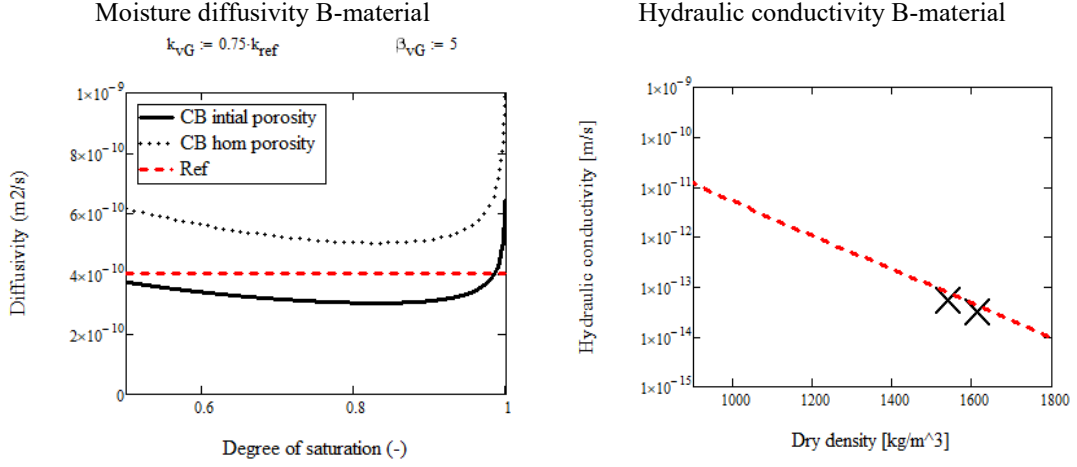 Moisture diffusivity B-material
k_vG := 0.75·k_ref
β_vG := 5
Diffusivity (m2/s)
1×10^-9
8×10^-10
6×10^-10
4×10^-10
2×10^-10
0
CB intial porosity
CB hom porosity
Ref
0.6
0.8
1
Degree of saturation (-)
Hydraulic conductivity B-material
Hydraulic conductivity [m/s]
1×10^-9
1×10^-10
1×10^-11
1×10^-12
1×10^-13
1×10^-14
1×10^-15
1000
1200
1400
1600
1800
Dry density [kg/m^3]